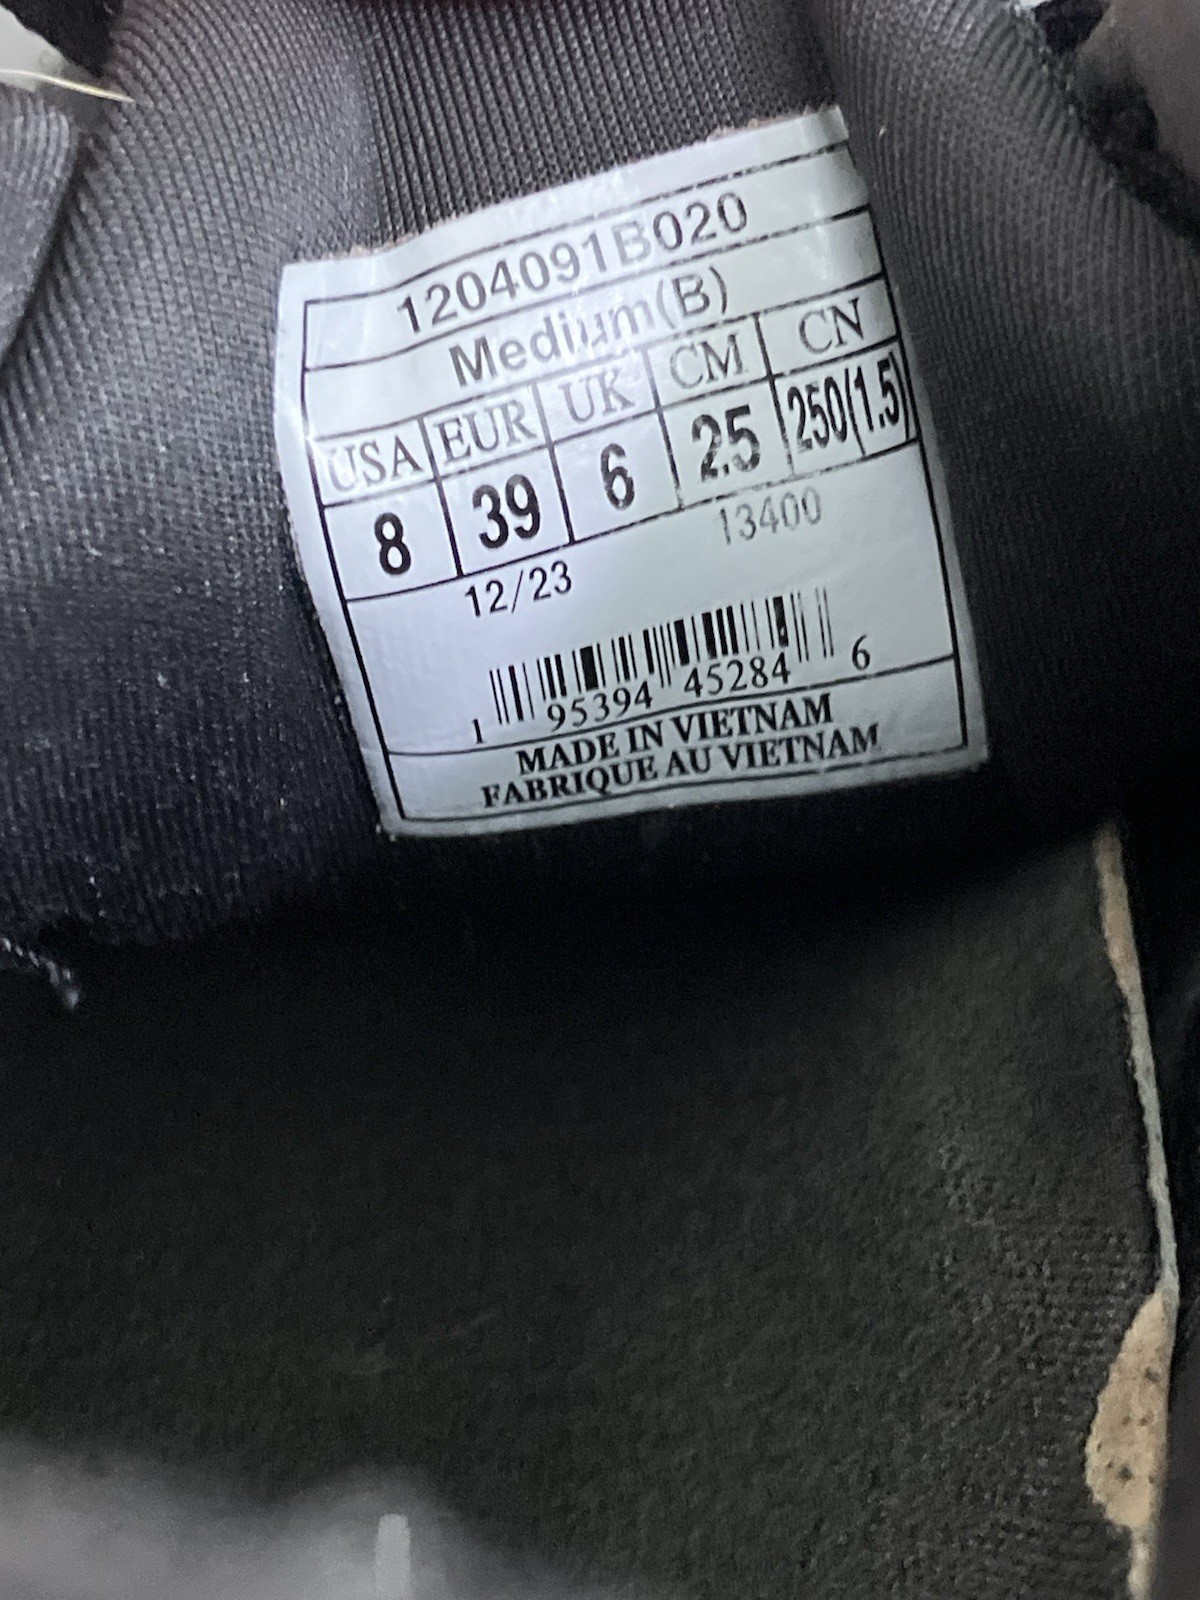 1204091B020
Medium(B)
USA EUR UK CM CN
8 39 6 25 250(1.5)
13400
12/23
1 95394 45284 6
MADE IN VIETNAM
FABRIQUE AU VIETNAM